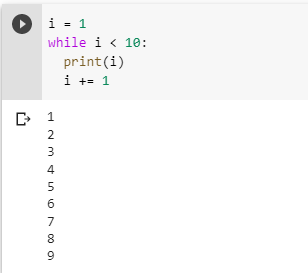 i = 1
while i < 10:
  print(i)
  i += 1
1
2
3
4
5
6
7
8
9